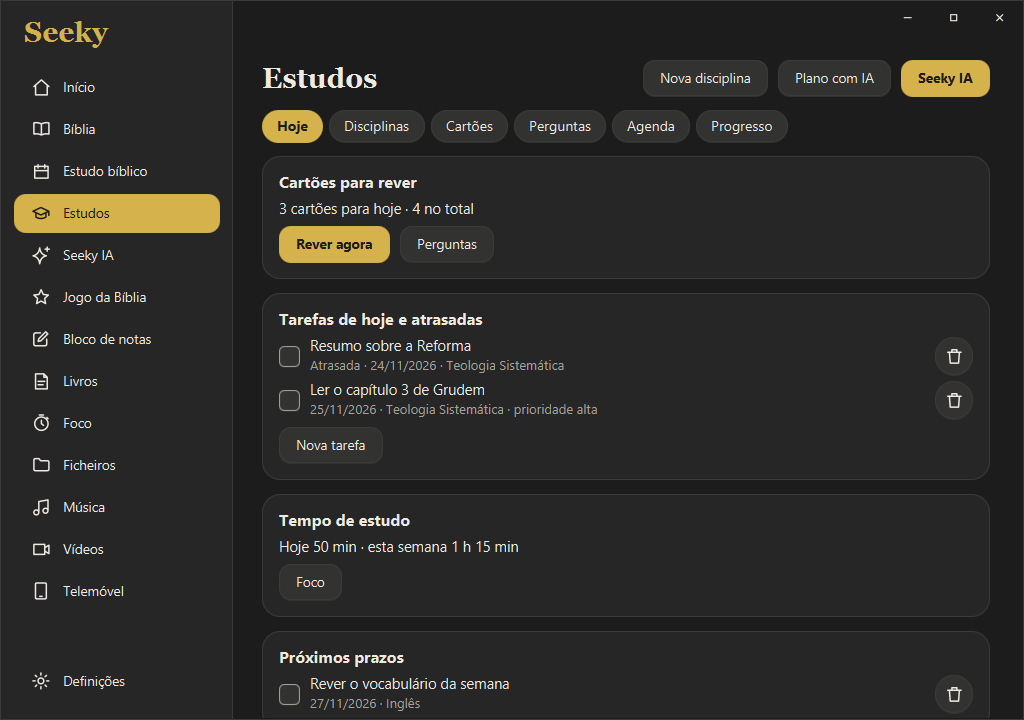 Seeky
Início
Bíblia
Estudo bíblico
Estudos
Seeky IA
Jogo da Bíblia
Bloco de notas
Livros
Foco
Ficheiros
Música
Vídeos
Telemóvel
Definições
Estudos
Nova disciplina
Plano com IA
Seeky IA
Hoje
Disciplinas
Cartões
Perguntas
Agenda
Progresso
Cartões para rever
3 cartões para hoje · 4 no total
Rever agora
Perguntas
Tarefas de hoje e atrasadas
Resumo sobre a Reforma
Atrasada · 24/11/2026 · Teologia Sistemática
Ler o capítulo 3 de Grudem
25/11/2026 · Teologia Sistemática · prioridade alta
Nova tarefa
Tempo de estudo
Hoje 50 min · esta semana 1 h 15 min
Foco
Próximos prazos
Rever o vocabulário da semana
27/11/2026 · Inglês